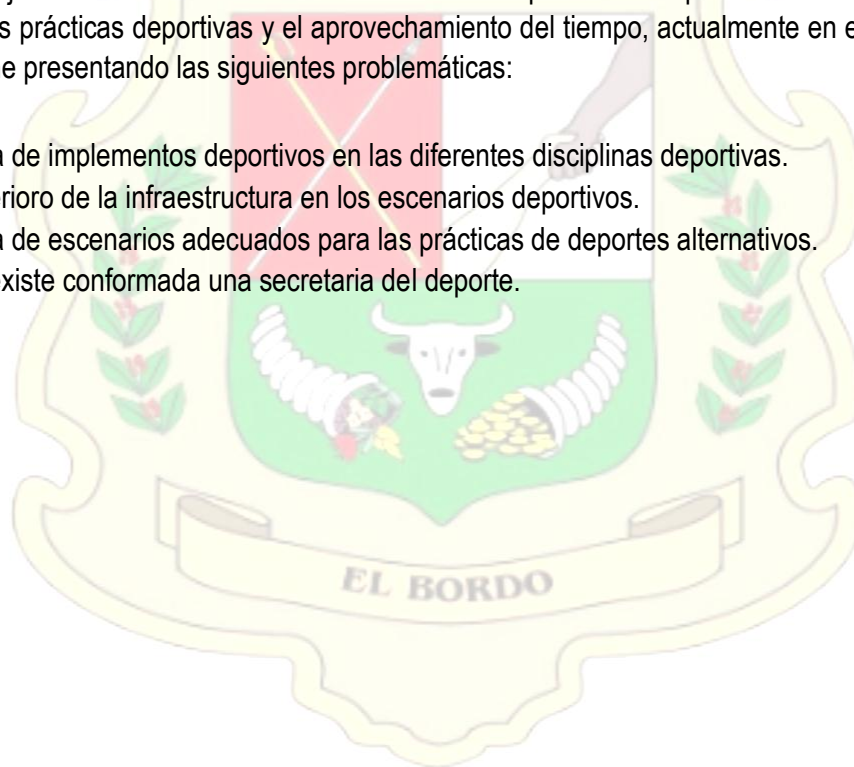 s prácticas deportivas y el aprovechamiento del tiempo, actualmente en e
e presentando las siguientes problemáticas:
a de implementos deportivos en las diferentes disciplinas deportivas.
erioro de la infraestructura en los escenarios deportivos.
a de escenarios adecuados para las prácticas de deportes alternativos.
existe conformada una secretaria del deporte.
EL BORDO